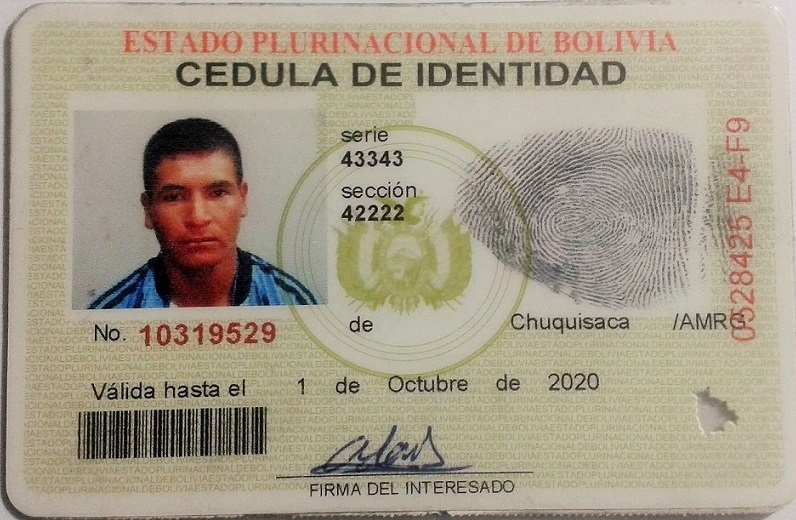 ESTADO PLURINACIONAL DE BOLIVIA
CEDULA DE IDENTIDAD
serie
43343
sección
42222
0528425 E4-F9
No. 10319529 de Chuquisaca /AMRG
Válida hasta el 1 de Octubre de 2020
FIRMA DEL INTERESADO